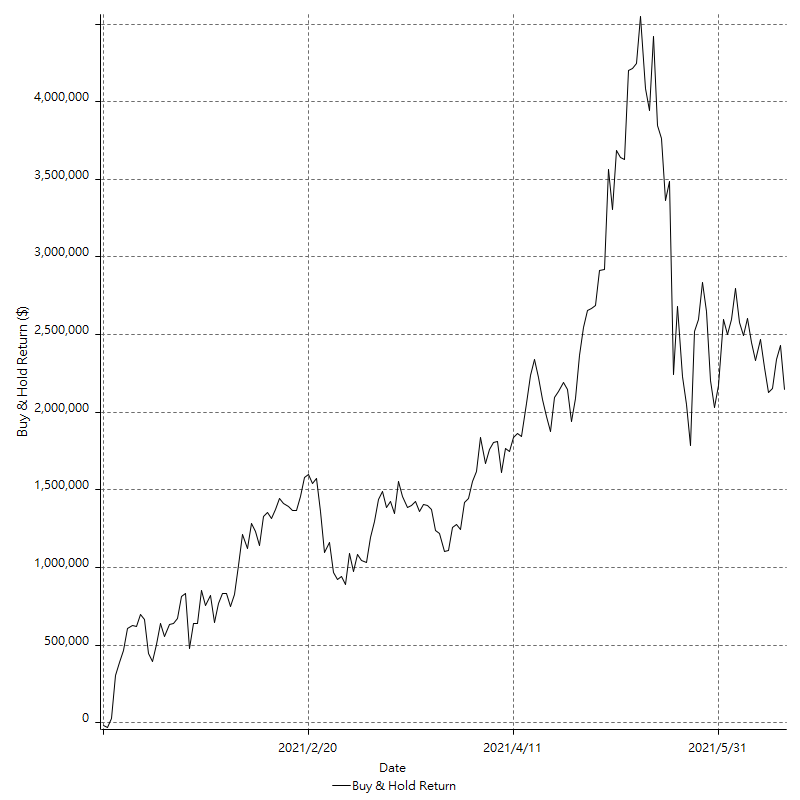 4,000,000
3,500,000
3,000,000
2,500,000
2,000,000
1,500,000
1,000,000
500,000
0
Buy & Hold Return ($)
2021/2/20 2021/4/11 2021/5/31
Date
Buy & Hold Return